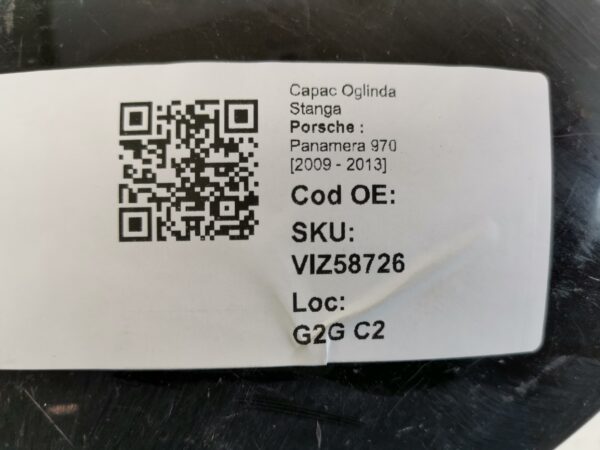 Capac Oglinda
Stanga
Porsche :
Panamera 970
[2009 - 2013]
Cod OE:
SKU:
VIZ58726
Loc:
G2G C2